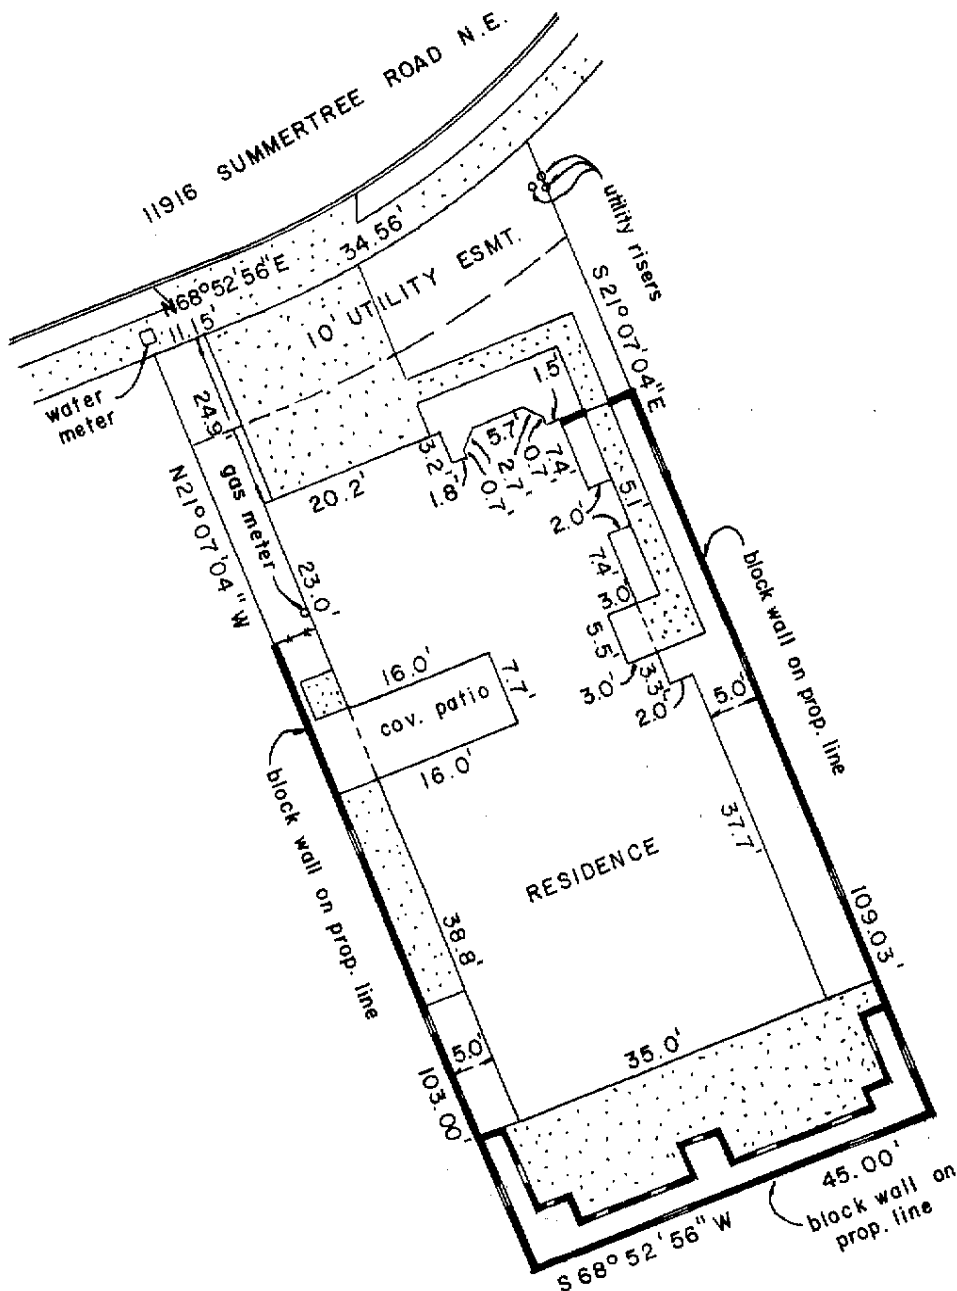 11916 SUMMERTREE ROAD N.E.
34.56'
N68°52'56"E
11.15'
10' UTILITY ESMT.
utility risers
S21°07'04"E
water
meter
24.9'
gas meter
N21°07'04"W
20.2'
3.2'
1.8'
0.7'
5.7'
2.7'
0.7'
1.5'
7.4'
2.0'
5.1'
7.4'
3.0'
5.5'
3.0'
3.3'
2.0'
5.0'
23.0'
16.0'
7.7'
cov. patio
16.0'
block wall on prop. line
block wall on prop. line
37.7'
RESIDENCE
38.8'
109.03'
5.0'
35.0'
103.00'
45.00'
S68°52'56"W
block wall on
prop. line